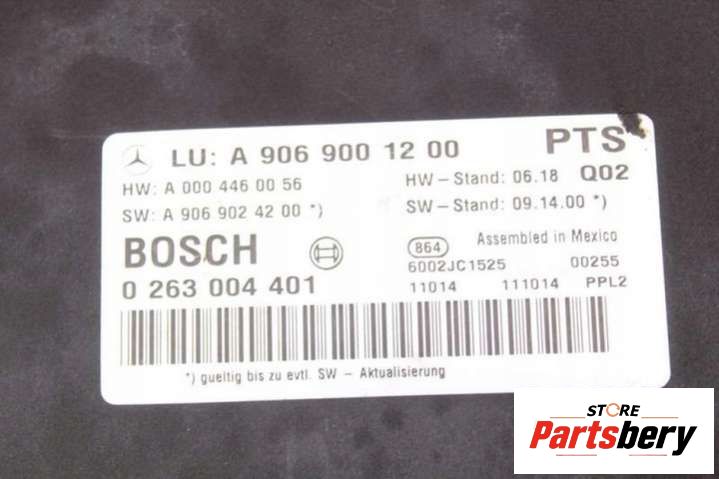 LU: A 906 900 12 00 PTS
HW: A 000 446 00 56 HW-Stand: 06.18 Q02
SW: A 906 902 42 00 *) SW-Stand: 09.14.00 *)
BOSCH 864 Assembled in Mexico
6002JC1525 00255
0 263 004 401 11014 111014 PPL2
*) gueltig bis zu evtl. SW - Aktualisierung
STORE
Partsbery